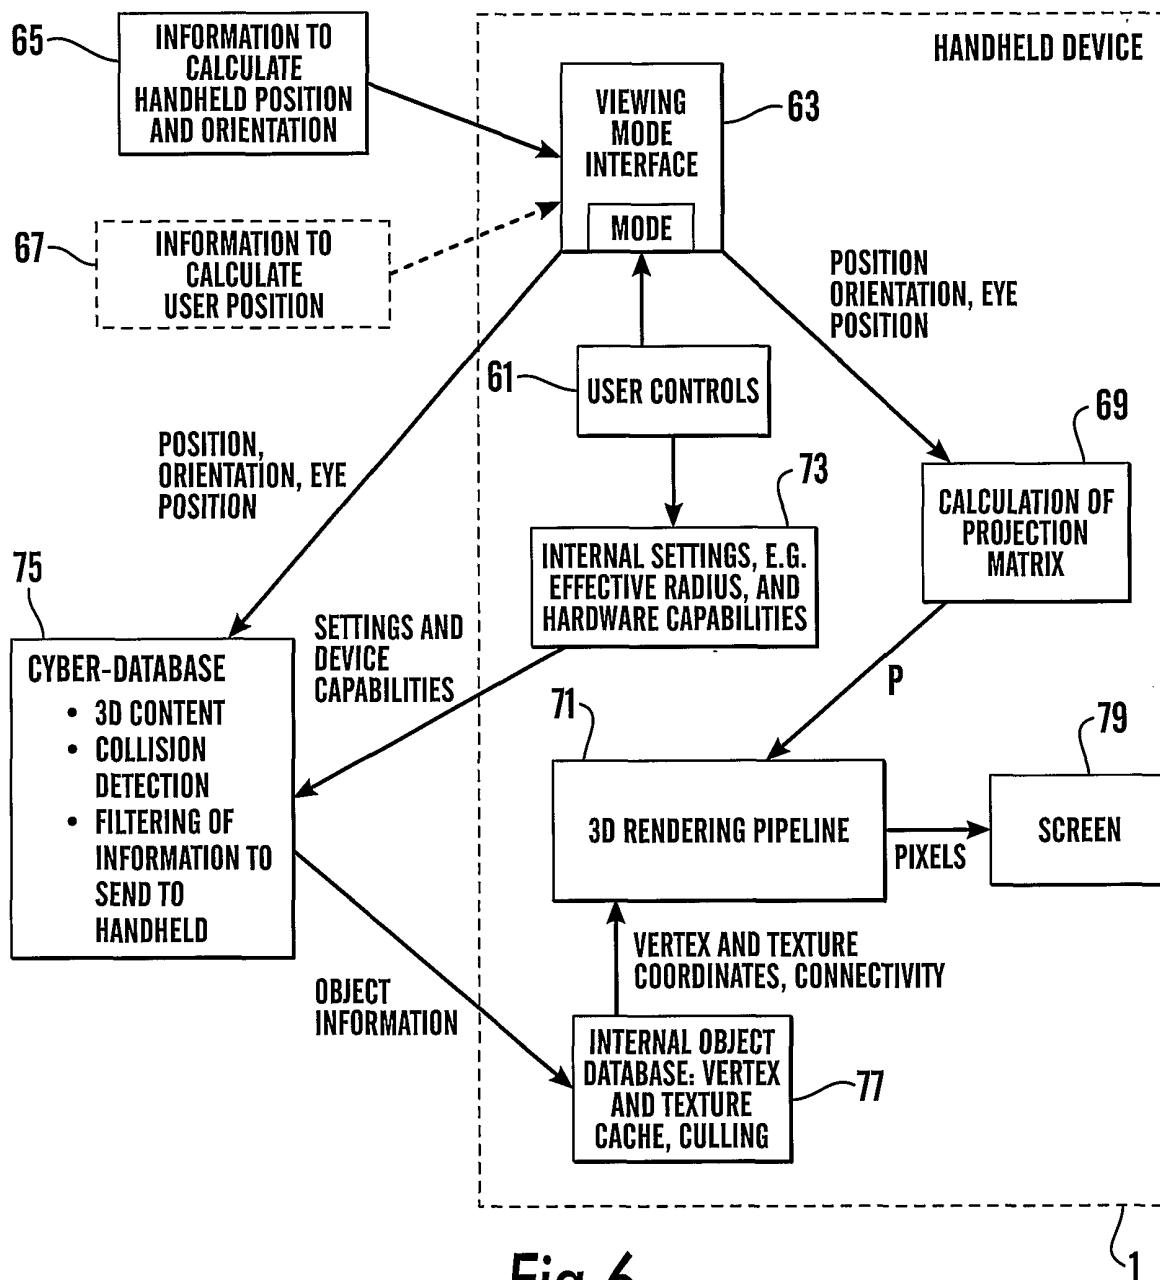 65
INFORMATION TO
CALCULATE
HANDHELD POSITION
AND ORIENTATION
HANDHELD DEVICE
VIEWING
MODE
INTERFACE
MODE
63
67
INFORMATION TO
CALCULATE
USER POSITION
POSITION
ORIENTATION, EYE
POSITION
61
USER CONTROLS
69
CALCULATION OF
PROJECTION
MATRIX
POSITION,
ORIENTATION, EYE
POSITION
73
INTERNAL SETTINGS, E.G.
EFFECTIVE RADIUS, AND
HARDWARE CAPABILITIES
75
CYBER-DATABASE
• 3D CONTENT
• COLLISION
DETECTION
• FILTERING OF
INFORMATION TO
SEND TO
HANDHELD
SETTINGS AND
DEVICE
CAPABILITIES
P
71
3D RENDERING PIPELINE
79
SCREEN
PIXELS
VERTEX AND TEXTURE
COORDINATES, CONNECTIVITY
OBJECT
INFORMATION
INTERNAL OBJECT
DATABASE: VERTEX
AND TEXTURE
CACHE, CULLING
77
1
Fig 6